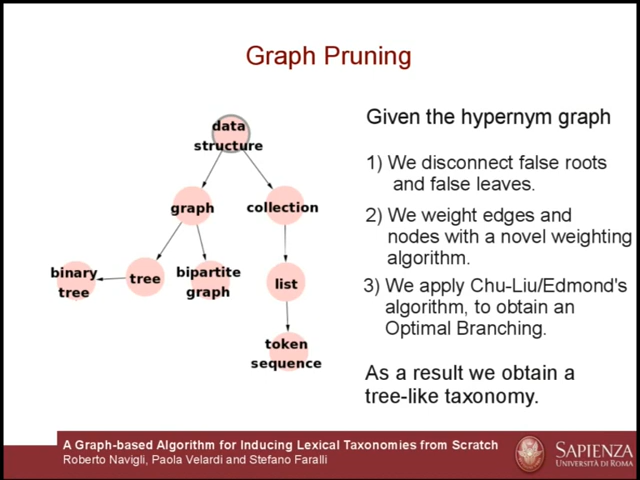 Graph Pruning
data
structure
graph
collection
binary
tree
tree
bipartite
graph
list
token
sequence
Given the hypernym graph
1) We disconnect false roots
and false leaves.
2) We weight edges and
nodes with a novel weighting
algorithm.
3) We apply Chu-Liu/Edmond's
algorithm, to obtain an
Optimal Branching.
As a result we obtain a
tree-like taxonomy.
A Graph-based Algorithm for Inducing Lexical Taxonomies from Scratch
Roberto Navigli, Paola Velardi and Stefano Faralli
SAPIENZA
UNIVERSITÀ DI ROMA